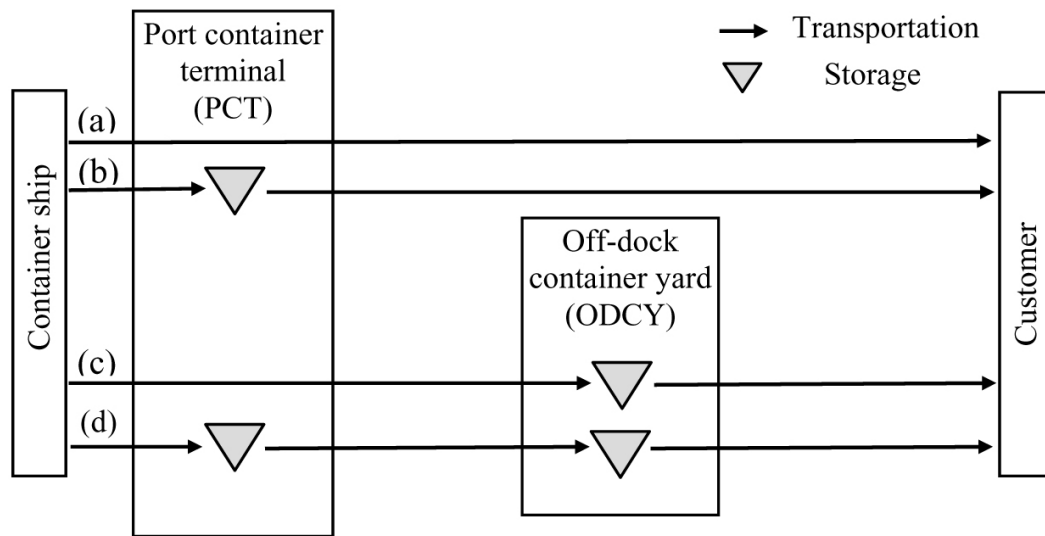 Port container
terminal
(PCT)
Transportation
Storage
Container ship
(a)
(b)
Off-dock
container yard
(ODCY)
(c)
(d)
Customer